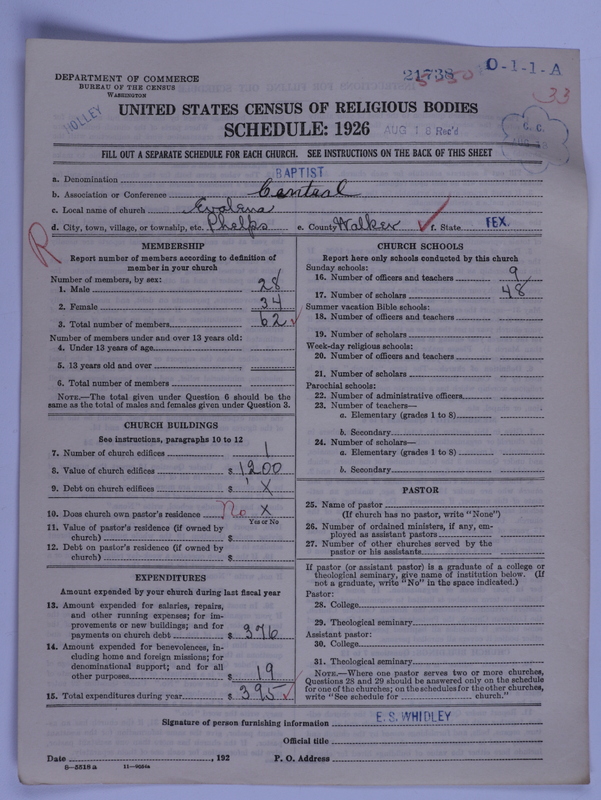 DEPARTMENT OF COMMERCE
BUREAU OF THE CENSUS
WASHINGTON
HOLLEY
21738
D-1-1-A
33
UNITED STATES CENSUS OF RELIGIOUS BODIES
SCHEDULE: 1926
AUG 16 Rec'd
FILL OUT A SEPARATE SCHEDULE FOR EACH CHURCH. SEE INSTRUCTIONS ON THE BACK OF THIS SHEET
a. Denomination BAPTIST
b. Association or Conference Central
c. Local name of church Evalena
d. City, town, village, or township, etc. Phelps e. County Walker f. State TEX.
R
MEMBERSHIP
Report number of members according to definition of member in your church
Number of members, by sex:
1. Male 28
2. Female 34
3. Total number of members 62
Number of members under and over 13 years old:
4. Under 13 years of age
5. 13 years old and over
6. Total number of members
NOTE.—The total given under Question 6 should be the same as the total of males and females given under Question 3.
CHURCH BUILDINGS
See instructions, paragraphs 10 to 12
7. Number of church edifices 1
8. Value of church edifices $ 1200
9. Debt on church edifices $ X
10. Does church own pastor's residence No X
Yes or No
11. Value of pastor's residence (if owned by church) $
12. Debt on pastor's residence (if owned by church) $
EXPENDITURES
Amount expended by your church during last fiscal year
13. Amount expended for salaries, repairs, and other running expenses; for improvements or new buildings; and for payments on church debt $ 376
14. Amount expended for benevolences, including home and foreign missions; for denominational support; and for all other purposes $ 19
15. Total expenditures during year $ 395
CHURCH SCHOOLS
Report here only schools conducted by this church
Sunday schools:
16. Number of officers and teachers 9
17. Number of scholars 48
Summer vacation Bible schools:
18. Number of officers and teachers
19. Number of scholars
Week-day religious schools:
20. Number of officers and teachers
21. Number of scholars
Parochial schools:
22. Number of administrative officers
23. Number of teachers—
a. Elementary (grades 1 to 8)
b. Secondary
24. Number of scholars—
a. Elementary (grades 1 to 8)
b. Secondary
PASTOR
25. Name of pastor
(If church has no pastor, write "None")
26. Number of ordained ministers, if any, employed as assistant pastors
27. Number of other churches served by the pastor or his assistants
If pastor (or assistant pastor) is a graduate of a college or theological seminary, give name of institution below. (If not a graduate, write "No" in the space indicated.)
Pastor:
28. College
29. Theological seminary
Assistant pastor:
30. College
31. Theological seminary
NOTE.—Where one pastor serves two or more churches, Questions 28 and 29 should be answered only on the schedule for one of the churches; on the schedules for the other churches, write "See schedule for church."
Signature of person furnishing information E. S. WHIDLEY
Official title
Date , 192 P. O. Address
8—5518 a